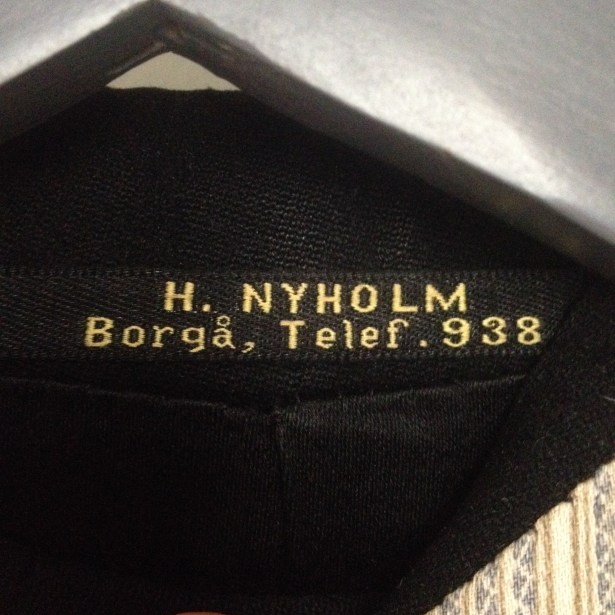 H. NYHOLM
Borgå, Telef. 938